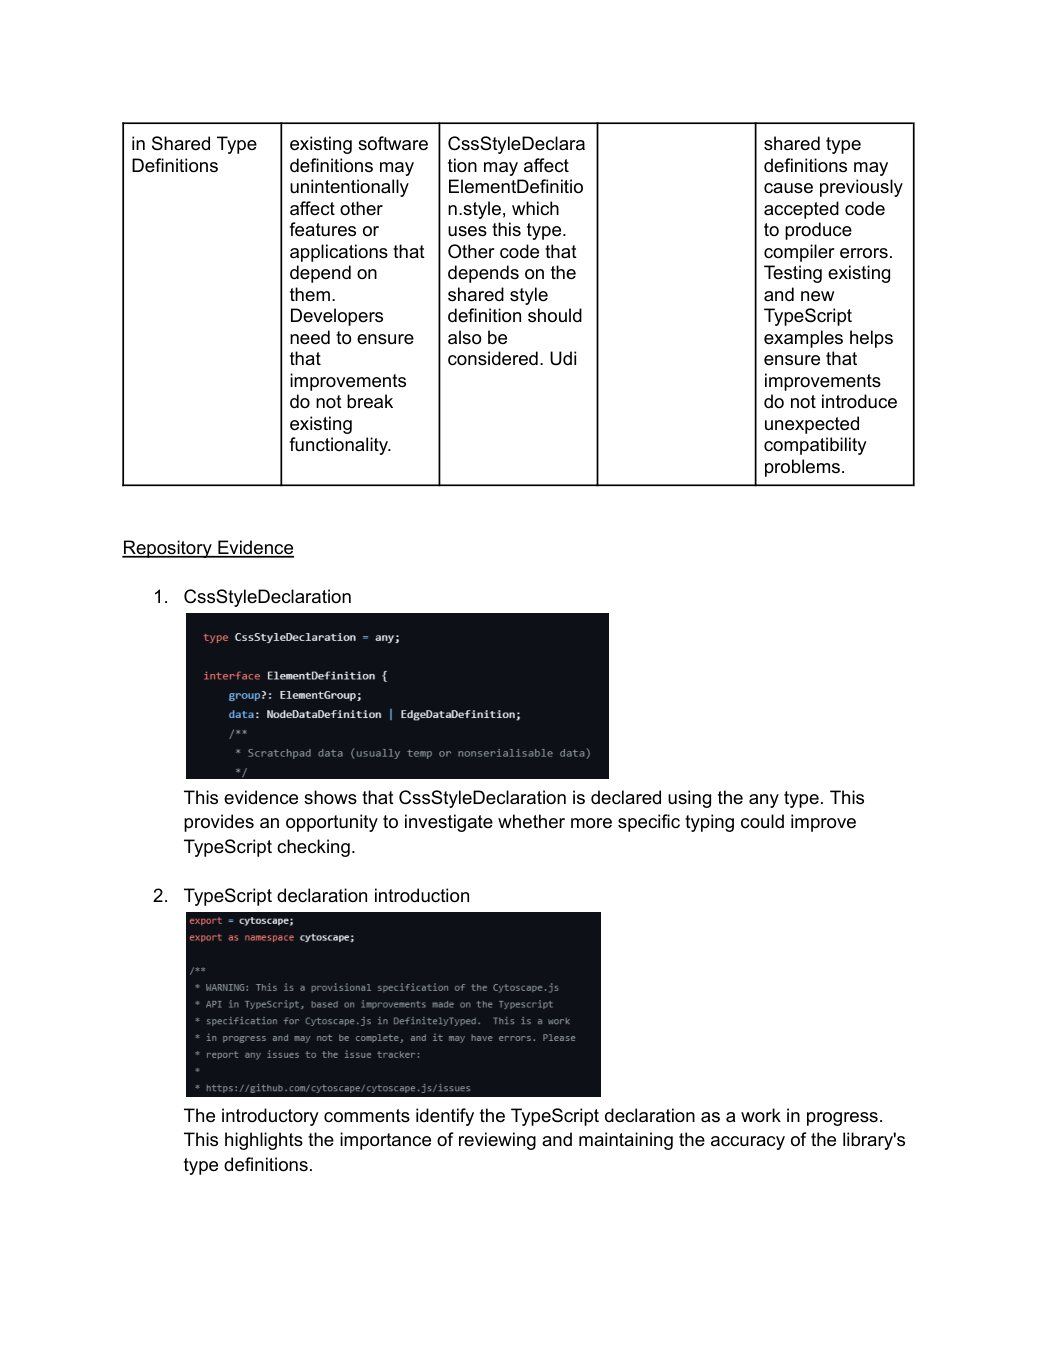 in Shared Type
Definitions
existing software
definitions may
unintentionally
affect other
features or
applications that
depend on
them.
Developers
need to ensure
that
improvements
do not break
existing
functionality.
CssStyleDeclara
tion may affect
ElementDefinitio
n.style, which
uses this type.
Other code that
depends on the
shared style
definition should
also be
considered. Udi
shared type
definitions may
cause previously
accepted code
to produce
compiler errors.
Testing existing
and new
TypeScript
examples helps
ensure that
improvements
do not introduce
unexpected
compatibility
problems.
Repository Evidence
1. CssStyleDeclaration
type CssStyleDeclaration = any;
interface ElementDefinition {
group?: ElementGroup;
data: NodeDataDefinition | EdgeDataDefinition;
/**
* Scratchpad data (usually temp or nonserialisable data)
*/
This evidence shows that CssStyleDeclaration is declared using the any type. This
provides an opportunity to investigate whether more specific typing could improve
TypeScript checking.
2. TypeScript declaration introduction
export = cytoscape;
export as namespace cytoscape;
/**
* WARNING: This is a provisional specification of the Cytoscape.js
* API in TypeScript, based on improvements made on the Typescript
* specification for Cytoscape.js in DefinitelyTyped.  This is a work
* in progress and may not be complete, and it may have errors. Please
* report any issues to the issue tracker:
*
* https://github.com/cytoscape/cytoscape.js/issues
The introductory comments identify the TypeScript declaration as a work in progress.
This highlights the importance of reviewing and maintaining the accuracy of the library's
type definitions.